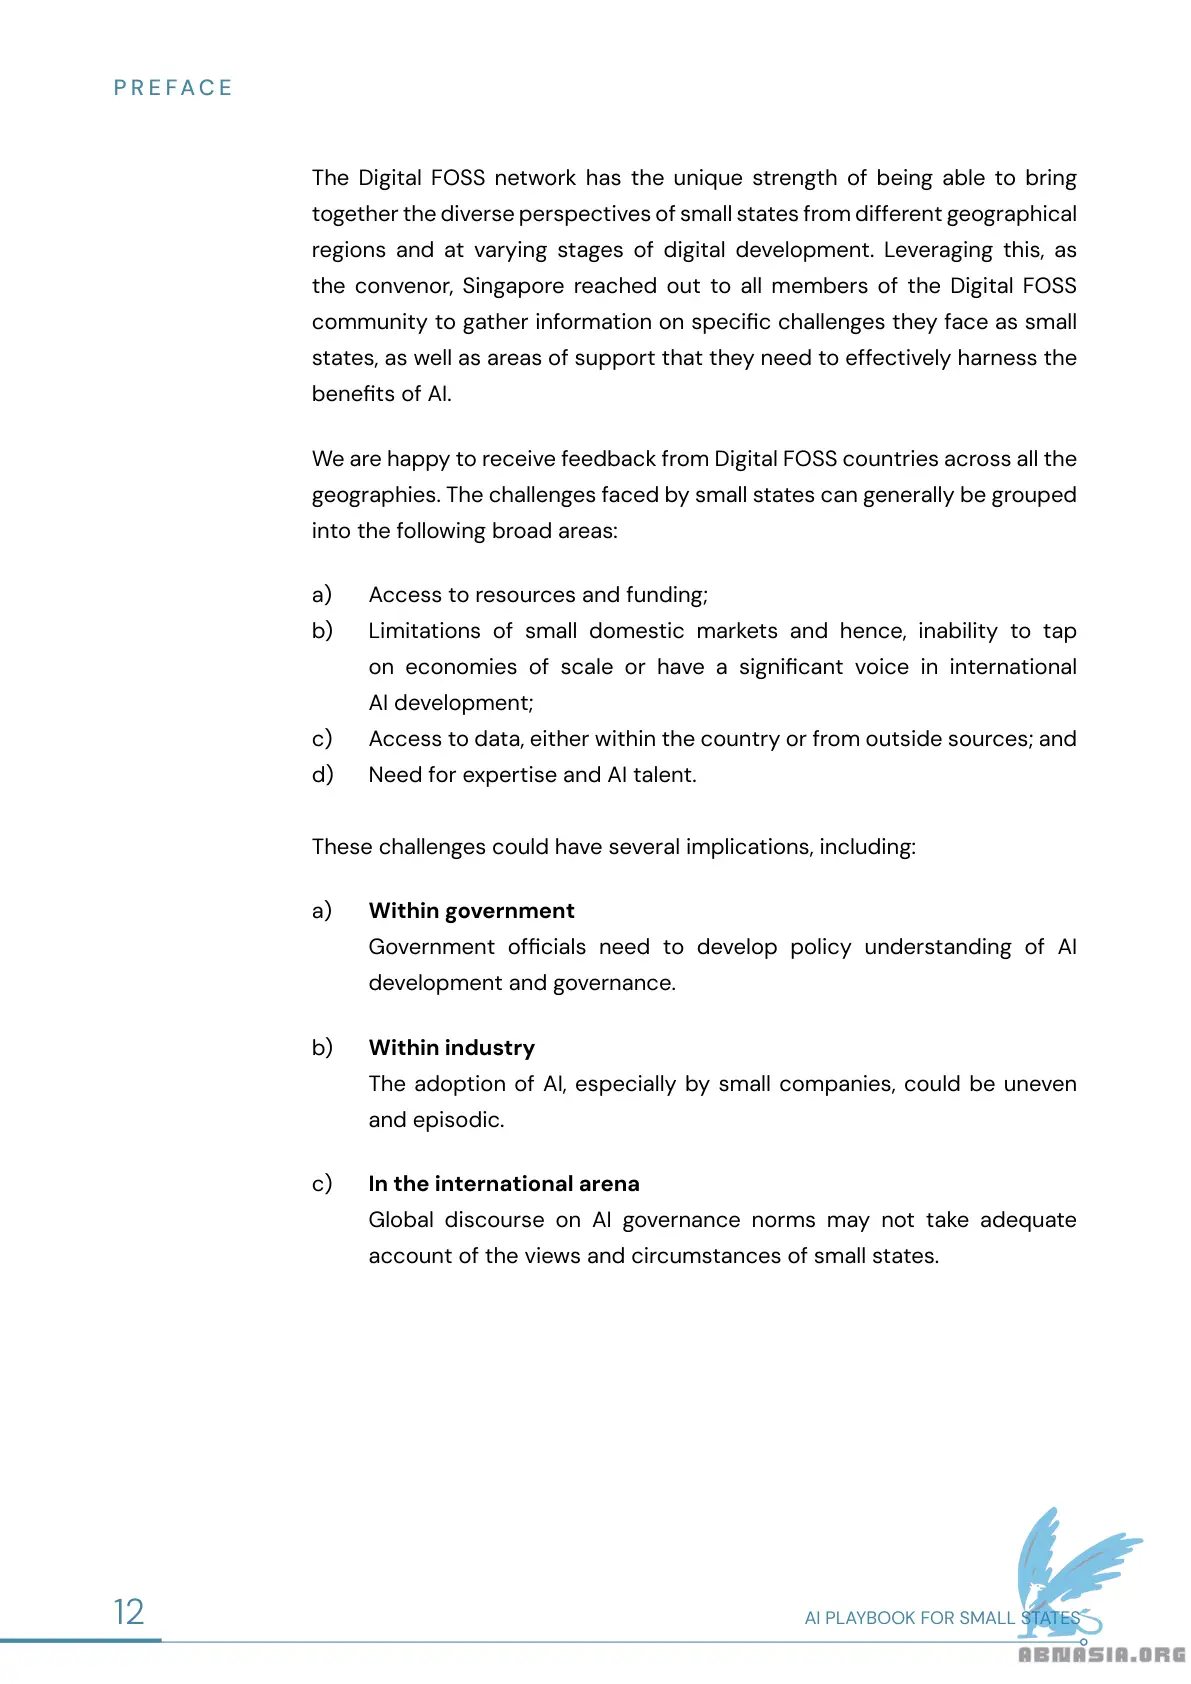 PREFACE
The Digital FOSS network has the unique strength of being able to bring
together the diverse perspectives of small states from different geographical
regions and at varying stages of digital development. Leveraging this, as
the convenor, Singapore reached out to all members of the Digital FOSS
community to gather information on specific challenges they face as small
states, as well as areas of support that they need to effectively harness the
benefits of AI.
We are happy to receive feedback from Digital FOSS countries across all the
geographies. The challenges faced by small states can generally be grouped
into the following broad areas:
a) Access to resources and funding;
b) Limitations of small domestic markets and hence, inability to tap
on economies of scale or have a significant voice in international
AI development;
c) Access to data, either within the country or from outside sources; and
d) Need for expertise and AI talent.
These challenges could have several implications, including:
a) Within government
Government officials need to develop policy understanding of AI
development and governance.
b) Within industry
The adoption of AI, especially by small companies, could be uneven
and episodic.
c) In the international arena
Global discourse on AI governance norms may not take adequate
account of the views and circumstances of small states.
12
AI PLAYBOOK FOR SMALL STATES
ABNASIA.ORG